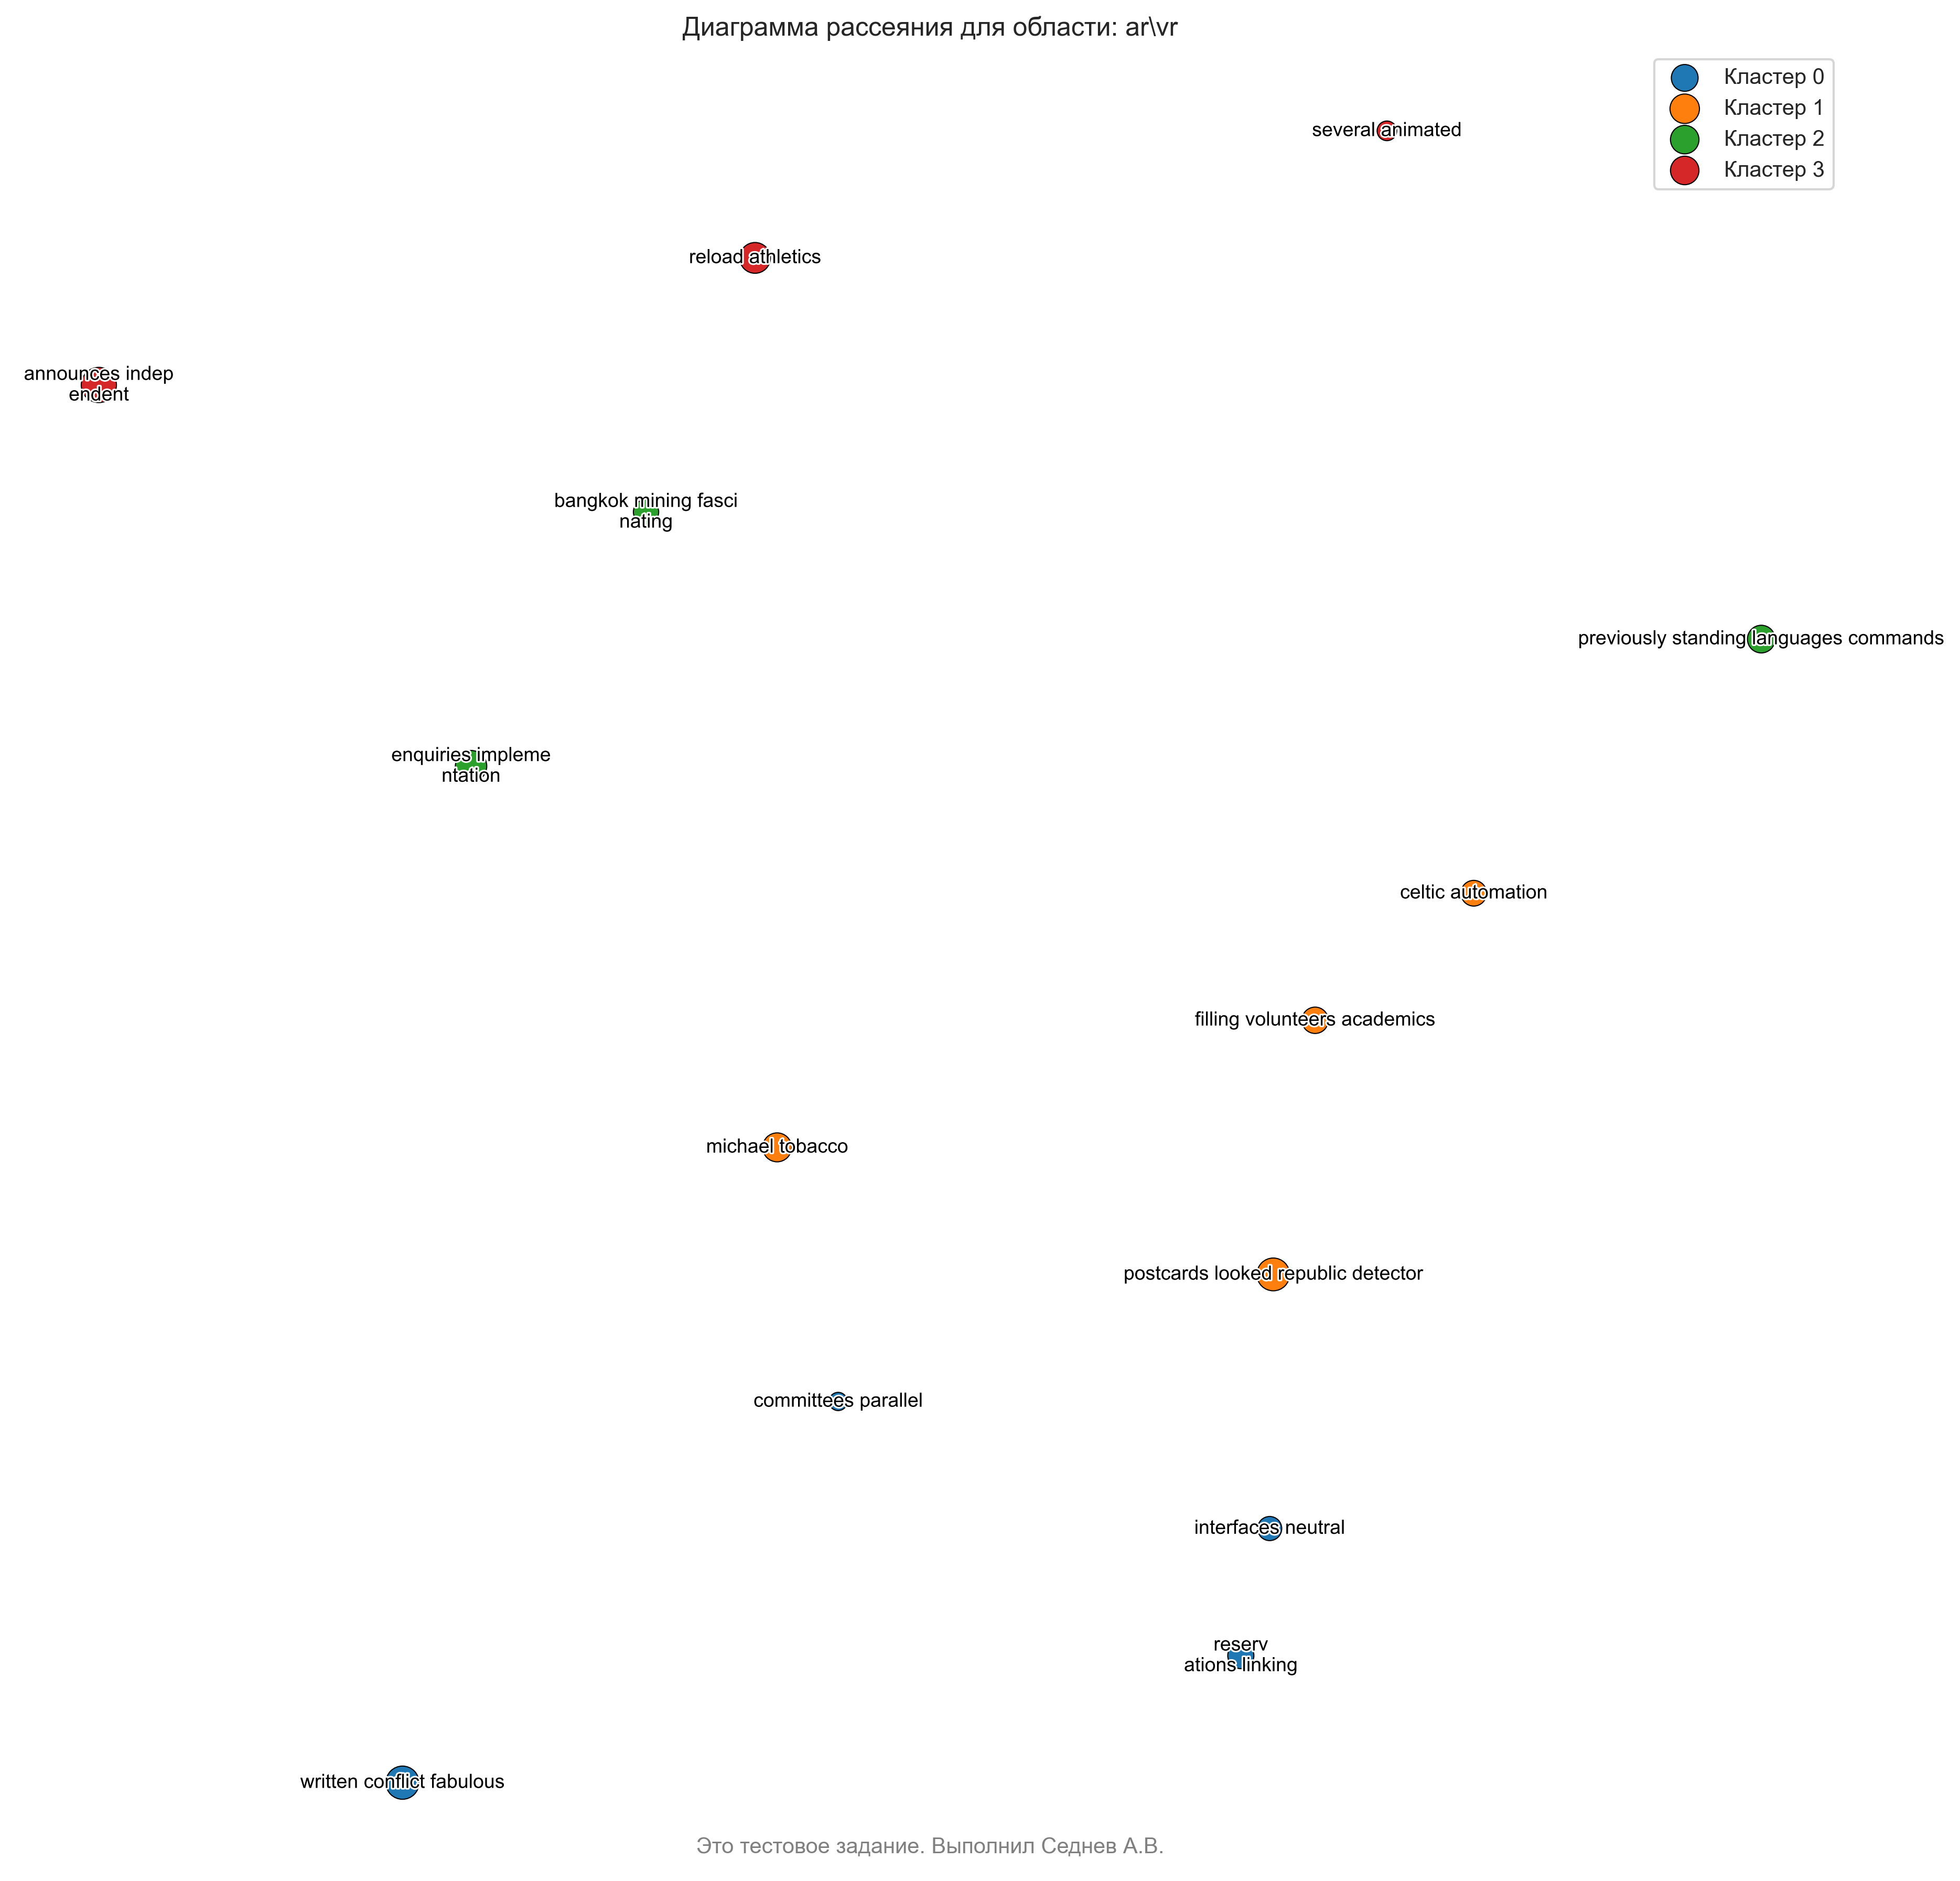 Диаграмма рассеяния для области: ar\vr
Кластер 0
Кластер 1
Кластер 2
Кластер 3
several animated
reload athletics
announces indep
endent
bangkok mining fasci
nating
previously standing languages commands
enquiries impleme
ntation
celtic automation
filling volunteers academics
michael tobacco
postcards looked republic detector
committees parallel
interfaces neutral
reserv
ations linking
written conflict fabulous
Это тестовое задание. Выполнил Седнев А.В.